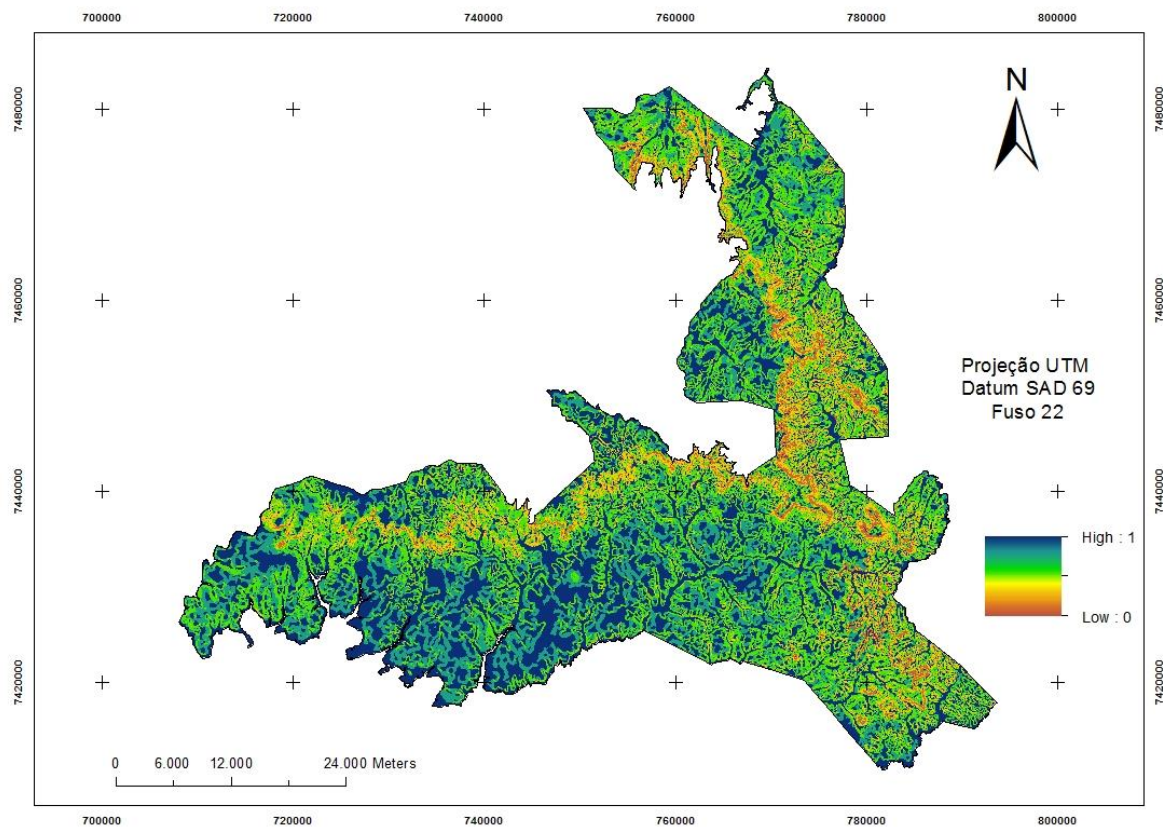 700000 720000 740000 760000 780000 800000
7480000 7480000
N
7460000 7460000
Projeção UTM
Datum SAD 69
Fuso 22
7440000 7440000
High : 1
Low : 0
7420000 7420000
0 6.000 12.000 24.000 Meters
700000 720000 740000 760000 780000 800000